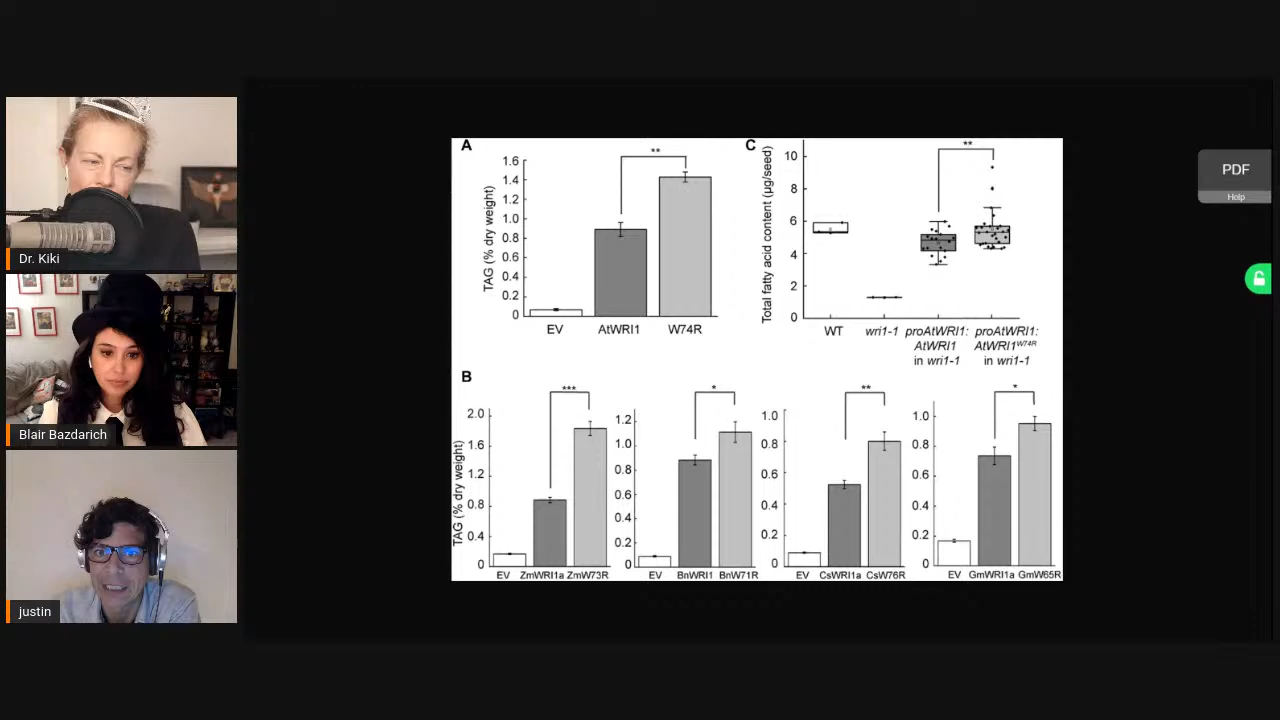 Dr. Kiki
Blair Bazdarich
justin
A
TAG (% dry weight)
1.6
1.4
1.2
1.0
0.8
0.6
0.4
0.2
0
**
EV AtWRI1 W74R
C
Total fatty acid content (µg/seed)
10
8
6
4
2
0
**
WT wri1-1 proAtWRI1: proAtWRI1:
AtWRI1 AtWRI1W74R
in wri1-1 in wri1-1
B
TAG (% dry weight)
2.0
1.6
1.2
0.8
0.4
0
***
EV ZmWRI1a ZmW73R
1.2
1.0
0.8
0.6
0.4
0.2
0
*
EV BnWRI1 BnW71R
1.0
0.8
0.6
0.4
0.2
0
**
EV CsWRI1a CsW76R
1.0
0.8
0.6
0.4
0.2
0
*
EV GmWRI1a GmW65R
PDF
Help